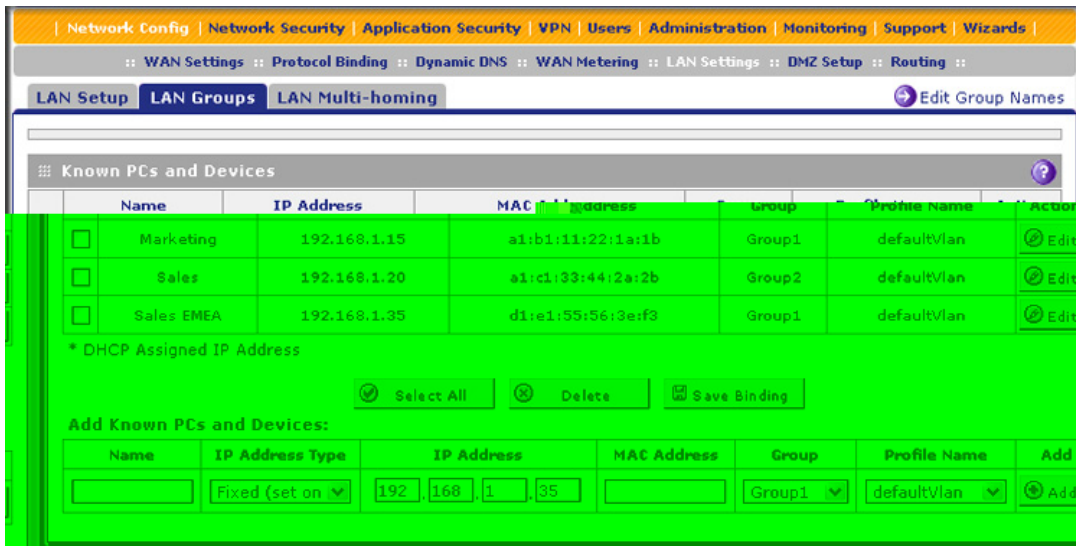 | Network Config | Network Security | Application Security | VPN | Users | Administration | Monitoring | Support | Wizards |
:: WAN Settings :: Protocol Binding :: Dynamic DNS :: WAN Metering :: LAN Settings :: DMZ Setup :: Routing ::
LAN Setup LAN Groups LAN Multi-homing Edit Group Names
Known PCs and Devices ?
Name IP Address MAC Group Profile Name Action
Marketing 192.168.1.15 a1:b1:11:22:1a:1b Group1 defaultVlan Edit
Sales 192.168.1.20 a1:c1:33:44:2a:2b Group2 defaultVlan Edit
Sales EMEA 192.168.1.35 d1:e1:55:56:3e:f3 Group1 defaultVlan Edit
* DHCP Assigned IP Address
Select All Delete Save Binding
Add Known PCs and Devices:
Name IP Address Type IP Address MAC Address Group Profile Name Add
Fixed (set on 192 . 168 . 1 . 35 Group1 defaultVlan Add